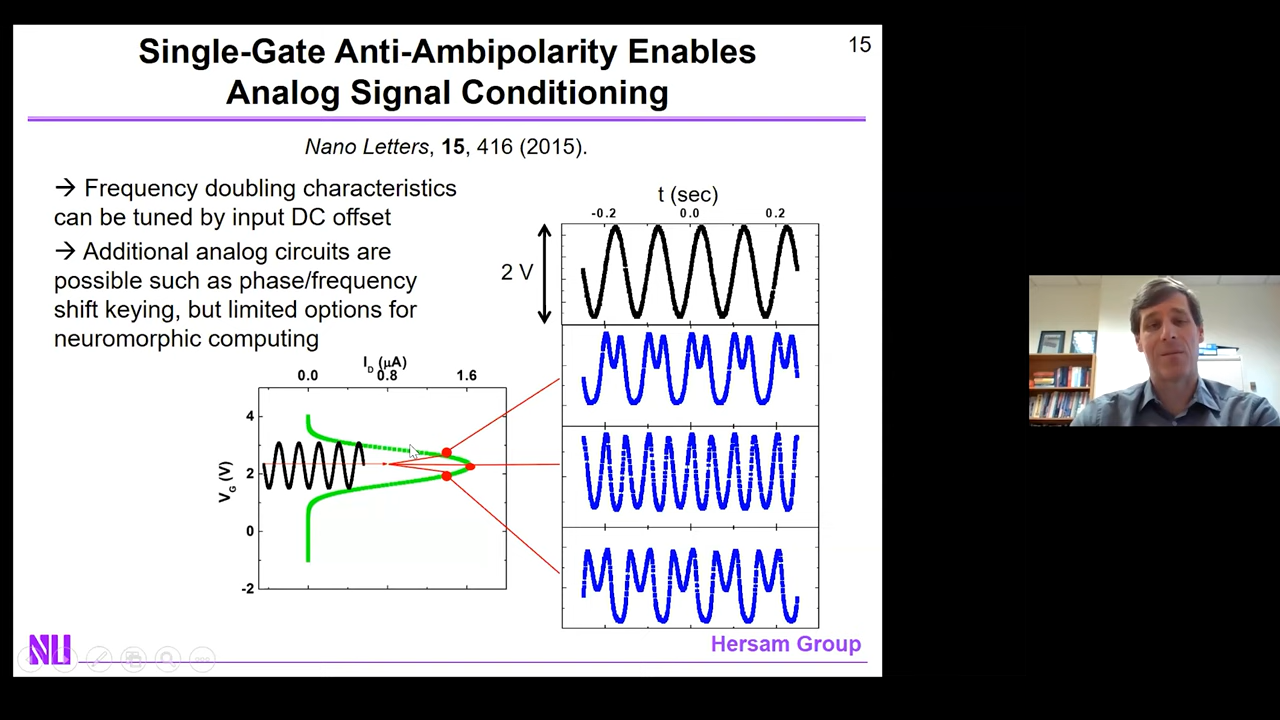 Single-Gate Anti-Ambipolarity Enables
Analog Signal Conditioning
15
Nano Letters, 15, 416 (2015).
→ Frequency doubling characteristics
can be tuned by input DC offset
→ Additional analog circuits are
possible such as phase/frequency
shift keying, but limited options for
neuromorphic computing
t (sec)
-0.2 0.0 0.2
2 V
I_D (μA)
0.0 0.8 1.6
V_G (V)
4
2
0
-2
NU
Hersam Group